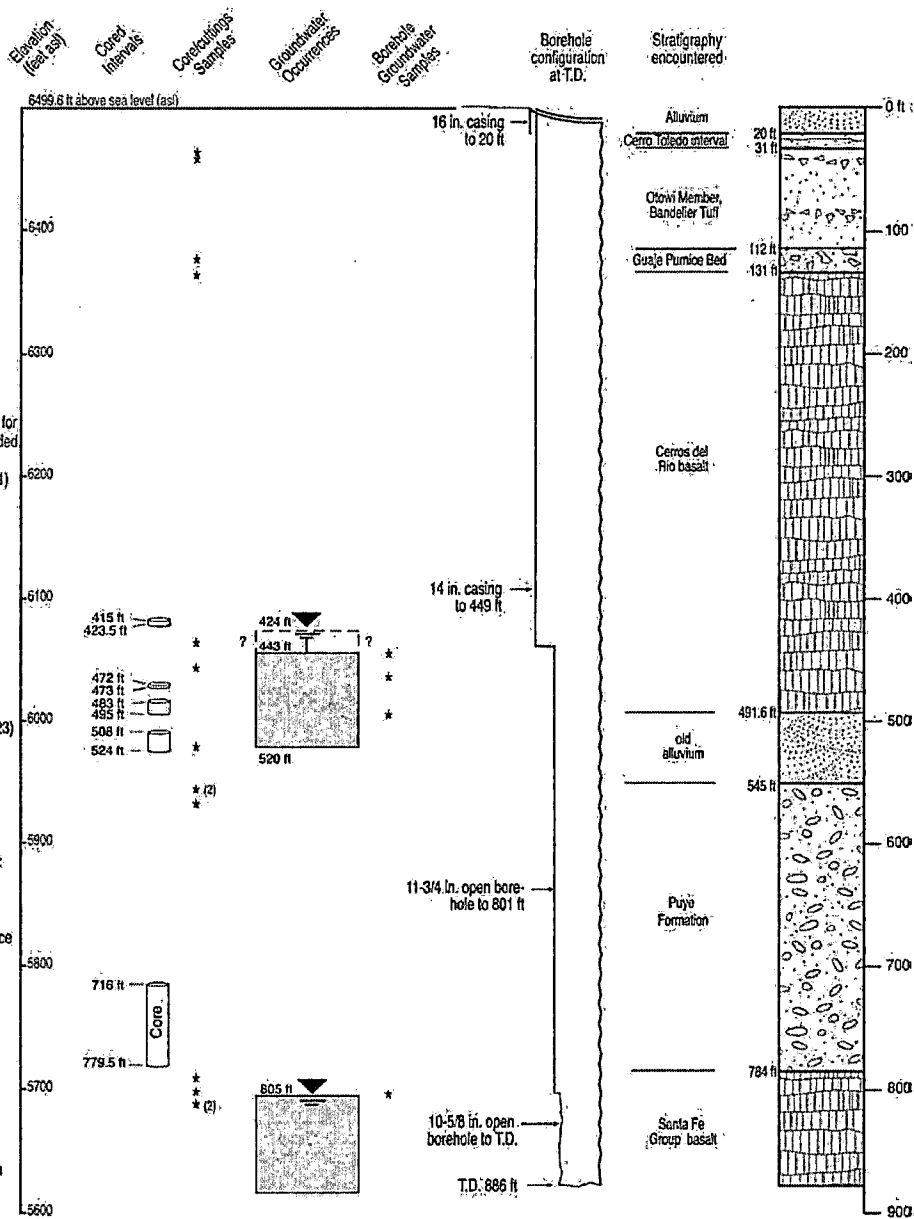 Elevation
(feet asl)
Cored
Intervals
Core/cuttings
Samples
Groundwater
Occurrences
Borehole
Groundwater
Samples
Borehole
configuration
at T.D.
Stratigraphy
encountered
6499.6 ft above sea level (asl)
0 ft
16 in. casing
to 20 ft
Alluvium
20 ft
Cerro Toledo interval
31 ft
Otowi Member,
Bandelier Tuff
6400
100
112 ft
Guaje Pumice Bed
131 ft
6300
200
for
ded
1)
Cerros del
Rio basalt
6200
300
6100
14 in. casing
to 449 ft
400
415 ft
423.5 ft
424 ft
?
?
443 ft
472 ft
473 ft
483 ft
495 ft
6000
491.6 ft
500
23)
508 ft
524 ft
520 ft
old
alluvium
545 ft
(2)
5900
600
11-3/4 in. open bore-
hole to 801 ft
Puye
Formation
ce
5800
700
716 ft
Core
779.5 ft
784 ft
5700
800
805 ft
(2)
10-5/8 in. open
borehole to T.D.
Santa Fe
Group basalt
T.D. 886 ft
5600
900